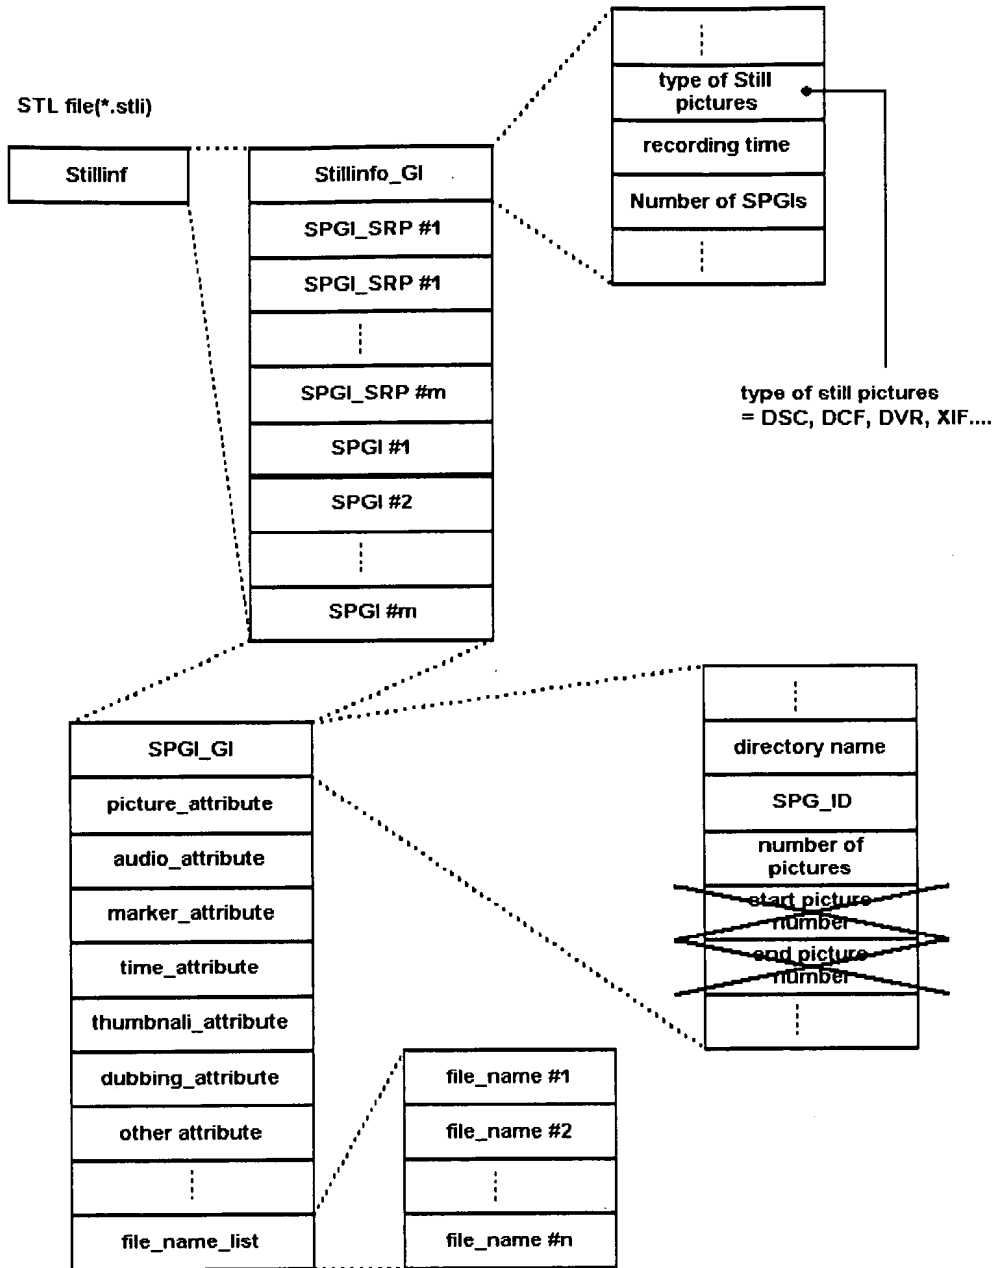 STL file(*.stli)
Stillinf
Stillinfo_GI
SPGI_SRP #1
SPGI_SRP #1
SPGI_SRP #m
SPGI #1
SPGI #2
SPGI #m
type of Still
pictures
recording time
Number of SPGIs
type of still pictures
= DSC, DCF, DVR, XIF....
SPGI_GI
picture_attribute
audio_attribute
marker_attribute
time_attribute
thumbnali_attribute
dubbing_attribute
other attribute
file_name_list
directory name
SPG_ID
number of
pictures
start picture
number
end picture
number
file_name #1
file_name #2
file_name #n